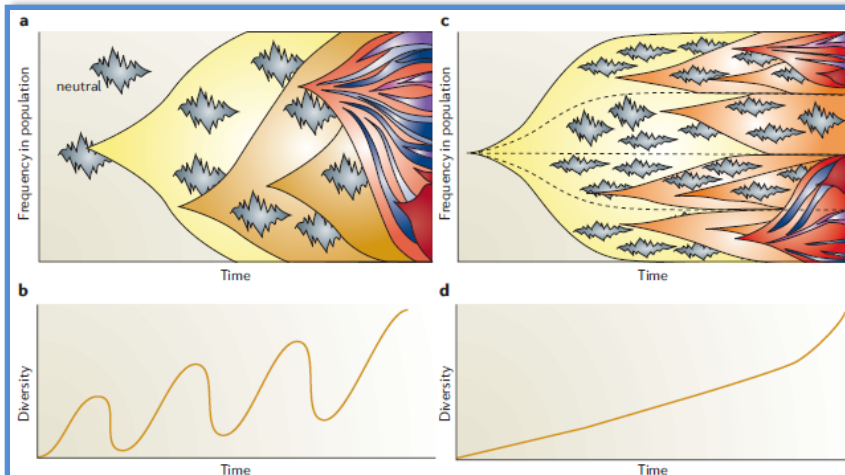 a
Frequency in population
neutral
Time
b
Diversity
Time
c
Frequency in population
Time
d
Diversity
Time